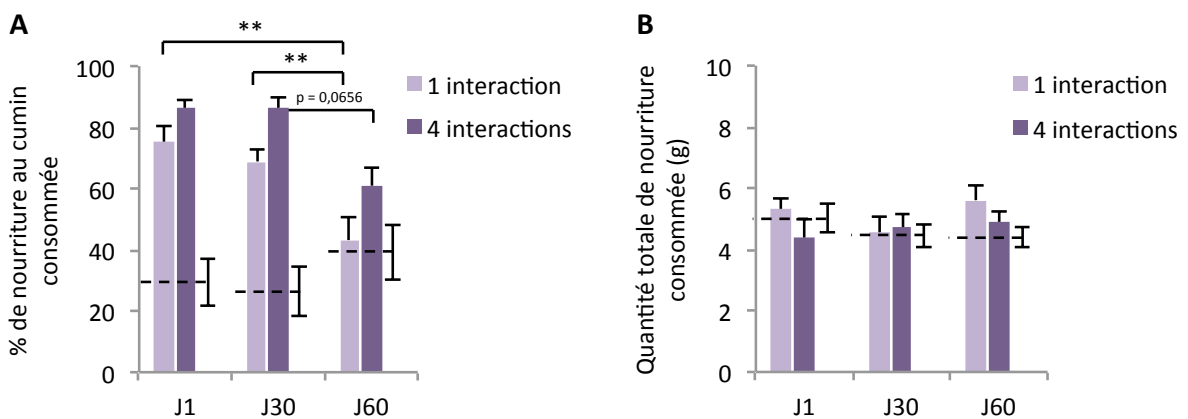 A
% de nourriture au cumin
consommée
100
80
60
40
20
0
**
**
p = 0,0656
1 interaction
4 interactions
J1
J30
J60
B
Quantité totale de nourriture
consommée (g)
10
8
6
4
2
0
1 interaction
4 interactions
J1
J30
J60